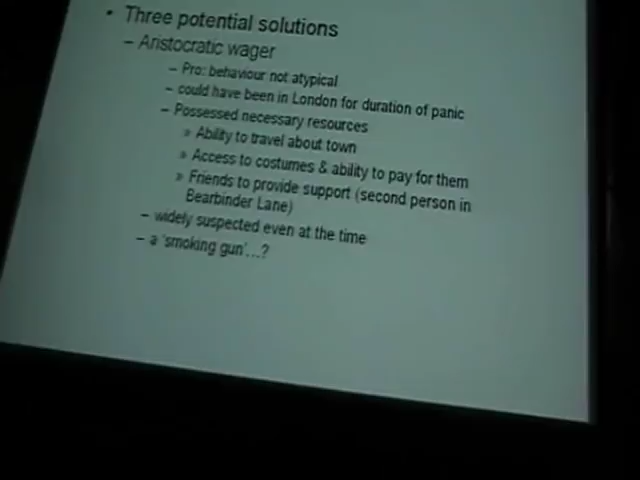 • Three potential solutions
– Aristocratic wager
– Pro: behaviour not atypical
– could have been in London for duration of panic
– Possessed necessary resources
» Ability to travel about town
» Access to costumes & ability to pay for them
» Friends to provide support (second person in
Bearbinder Lane)
– widely suspected even at the time
– a 'smoking gun'...?